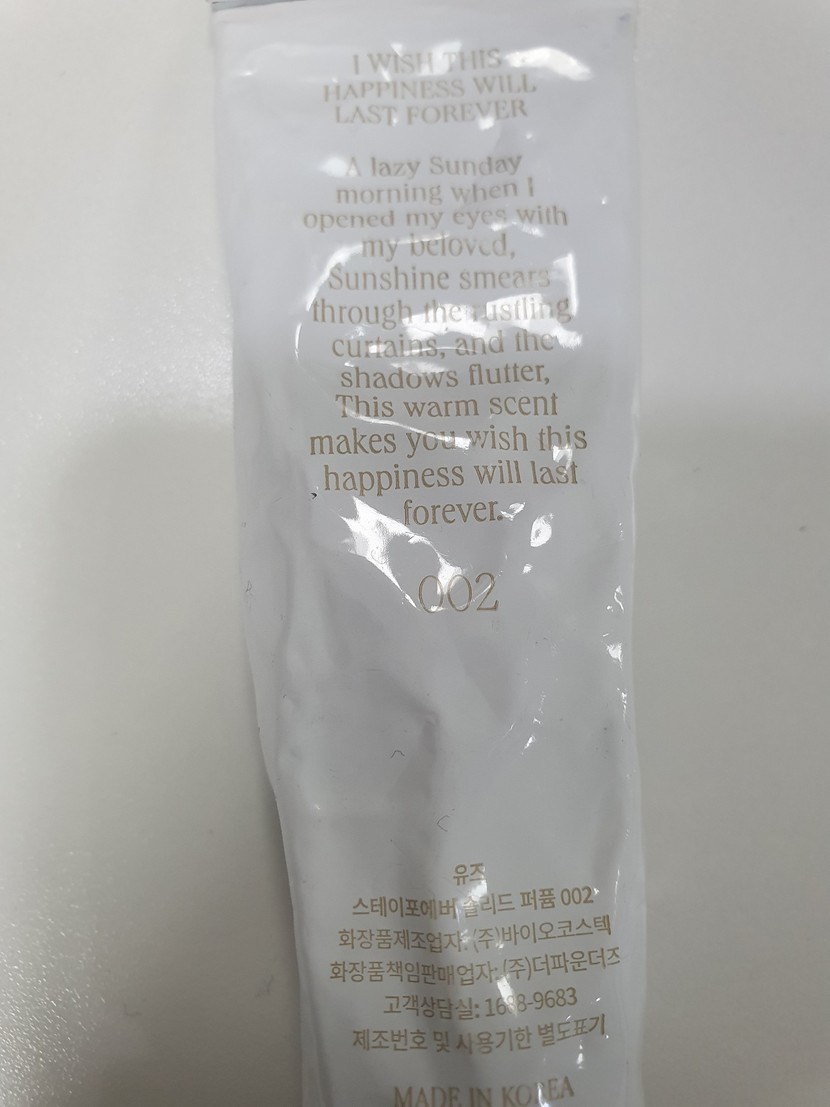 I WISH THIS
HAPPINESS WILL
LAST FOREVER
A lazy Sunday
morning when I
opened my eyes with
my beloved,
Sunshine smears
through the rustling
curtains, and the
shadows flutter,
This warm scent
makes you wish this
happiness will last
forever.
002
유즈
스테이포에버 솔리드 퍼퓸 002
화장품제조업자: (주)바이오코스텍
화장품책임판매업자: (주)더파운더즈
고객상담실: 1688-9683
제조번호 및 사용기한 별도표기
MADE IN KOREA